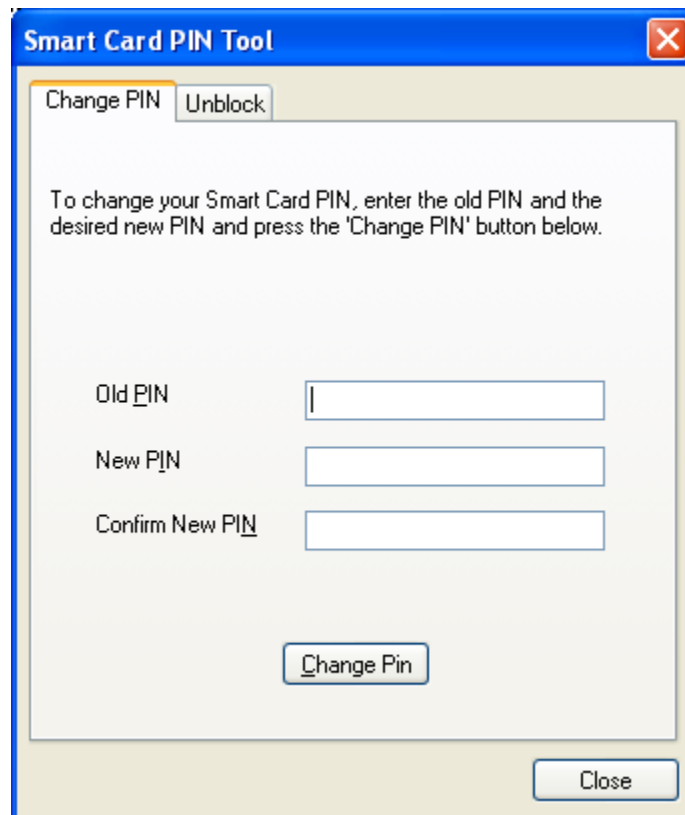 Smart Card PIN Tool
Change PIN Unblock
To change your Smart Card PIN, enter the old PIN and the
desired new PIN and press the 'Change PIN' button below.
Old PIN
New PIN
Confirm New PIN
Change Pin
Close